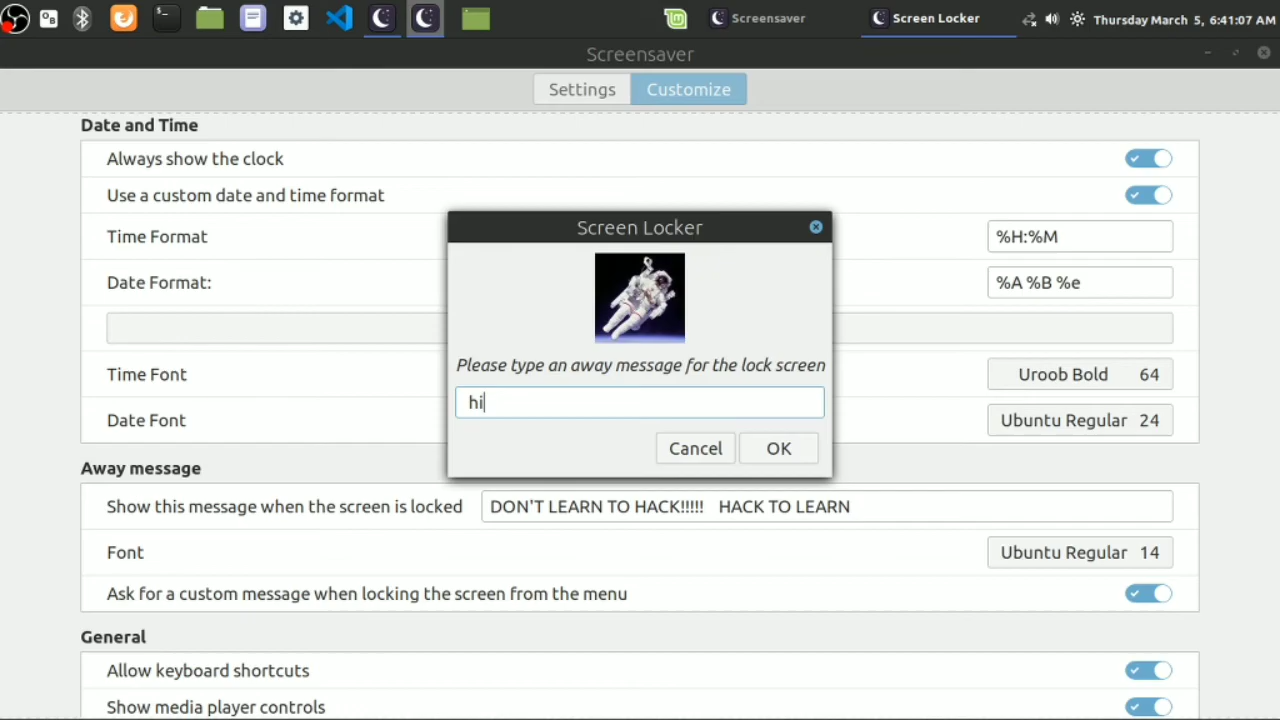 Screensaver
Screen Locker
Thursday March 5, 6:41:07 AM
Screensaver
Settings
Customize
Date and Time
Always show the clock
Use a custom date and time format
Time Format
%H:%M
Date Format:
%A %B %e
Time Font
Uroob Bold 64
Date Font
Ubuntu Regular 24
Screen Locker
Please type an away message for the lock screen
hi
Cancel
OK
Away message
Show this message when the screen is locked
DON'T LEARN TO HACK!!!!! HACK TO LEARN
Font
Ubuntu Regular 14
Ask for a custom message when locking the screen from the menu
General
Allow keyboard shortcuts
Show media player controls